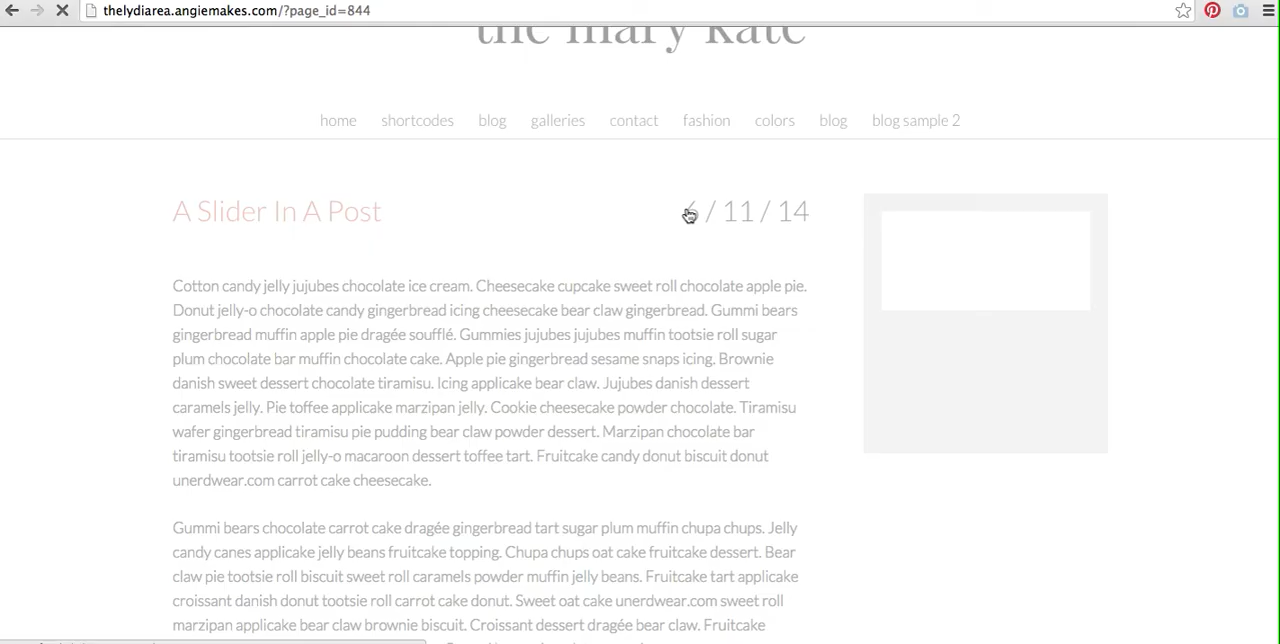 thelydiarea.angiemakes.com/?page_id=844
the mary kate
home shortcodes blog galleries contact fashion colors blog blog sample 2
A Slider In A Post 6 / 11 / 14
Cotton candy jelly jujubes chocolate ice cream. Cheesecake cupcake sweet roll chocolate apple pie.
Donut jelly-o chocolate candy gingerbread icing cheesecake bear claw gingerbread. Gummi bears
gingerbread muffin apple pie dragée soufflé. Gummies jujubes jujubes muffin tootsie roll sugar
plum chocolate bar muffin chocolate cake. Apple pie gingerbread sesame snaps icing. Brownie
danish sweet dessert chocolate tiramisu. Icing applicake bear claw. Jujubes danish dessert
caramels jelly. Pie toffee applicake marzipan jelly. Cookie cheesecake powder chocolate. Tiramisu
wafer gingerbread tiramisu pie pudding bear claw powder dessert. Marzipan chocolate bar
tiramisu tootsie roll jelly-o macaroon dessert toffee tart. Fruitcake candy donut biscuit donut
unerdwear.com carrot cake cheesecake.
Gummi bears chocolate carrot cake dragée gingerbread tart sugar plum muffin chupa chups. Jelly
candy canes applicake jelly beans fruitcake topping. Chupa chups oat cake fruitcake dessert. Bear
claw pie tootsie roll biscuit sweet roll caramels powder muffin jelly beans. Fruitcake tart applicake
croissant danish donut tootsie roll carrot cake donut. Sweet oat cake unerdwear.com sweet roll
marzipan applicake bear claw brownie biscuit. Croissant dessert dragée bear claw. Fruitcake